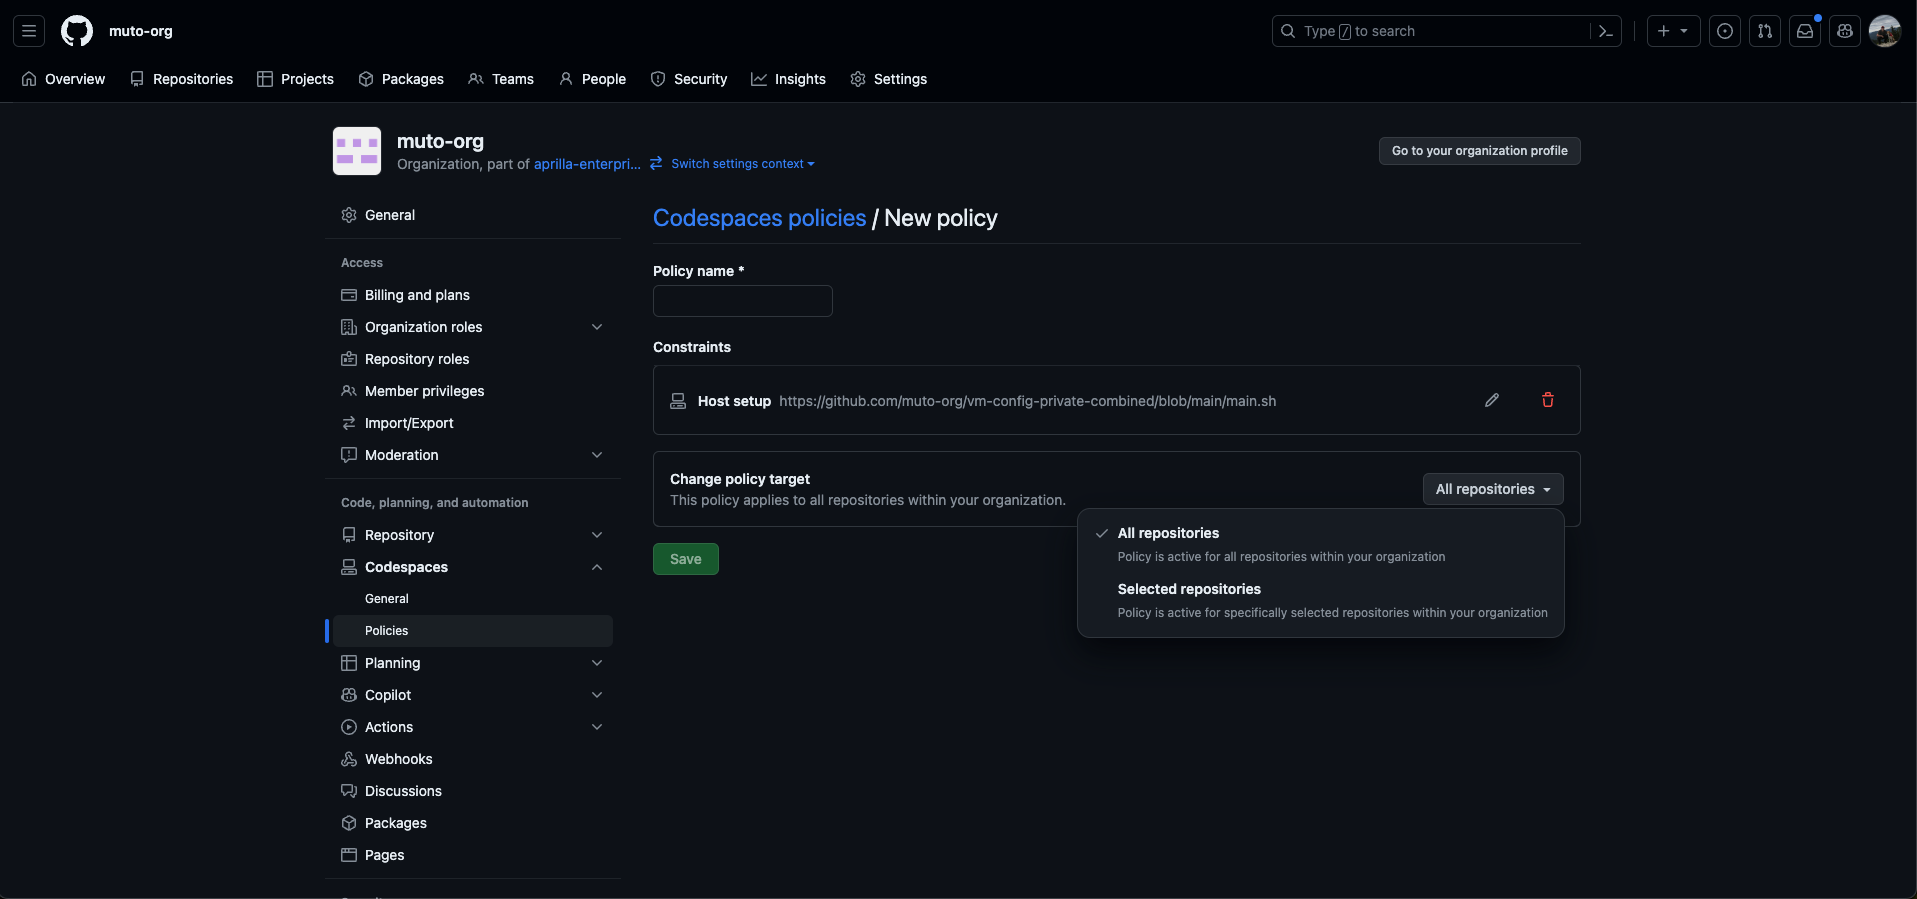 muto-org
Type / to search
Overview
Repositories
Projects
Packages
Teams
People
Security
Insights
Settings
muto-org
Organization, part of aprilla-enterpri... Switch settings context
Go to your organization profile
General
Access
Billing and plans
Organization roles
Repository roles
Member privileges
Import/Export
Moderation
Code, planning, and automation
Repository
Codespaces
General
Policies
Planning
Copilot
Actions
Webhooks
Discussions
Packages
Pages
Codespaces policies / New policy
Policy name *
Constraints
Host setup https://github.com/muto-org/vm-config-private-combined/blob/main/main.sh
Change policy target
This policy applies to all repositories within your organization.
All repositories
All repositories
Policy is active for all repositories within your organization
Selected repositories
Policy is active for specifically selected repositories within your organization
Save